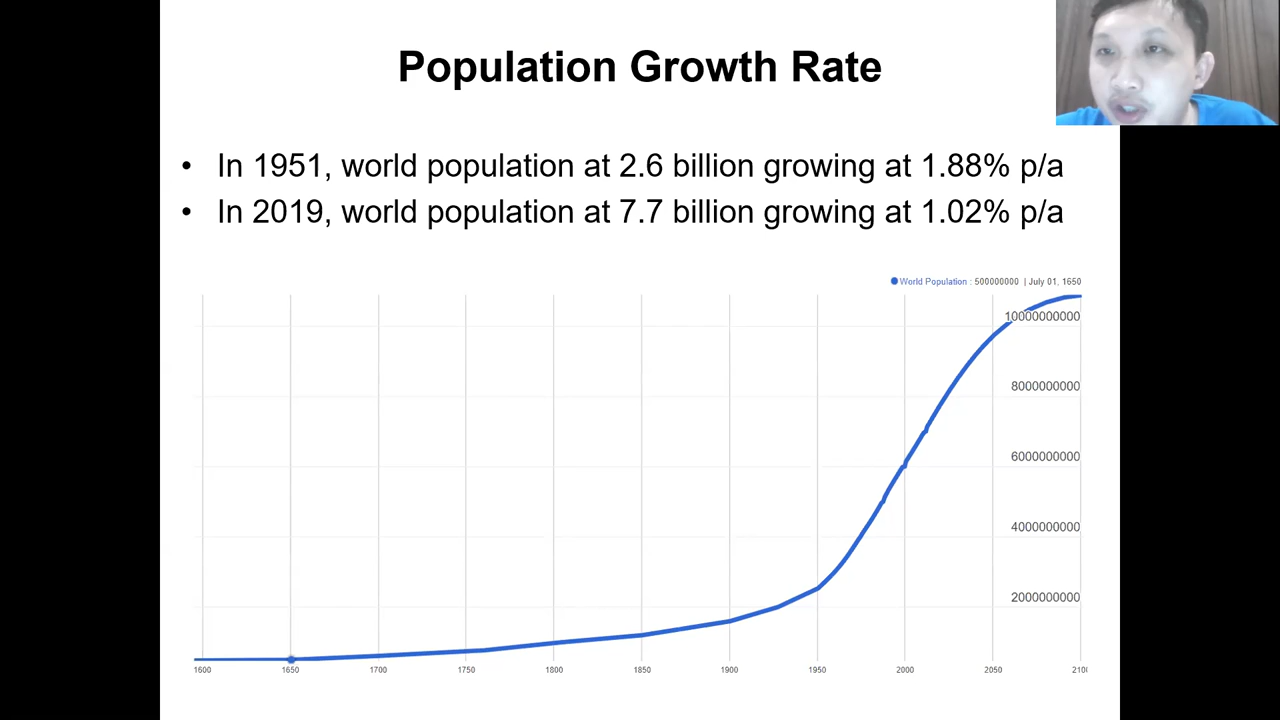 Population Growth Rate
• In 1951, world population at 2.6 billion growing at 1.88% p/a
• In 2019, world population at 7.7 billion growing at 1.02% p/a
World Population : 500000000 | July 01, 1650
10000000000
8000000000
6000000000
4000000000
2000000000
1600 1650 1700 1750 1800 1850 1900 1950 2000 2050 210